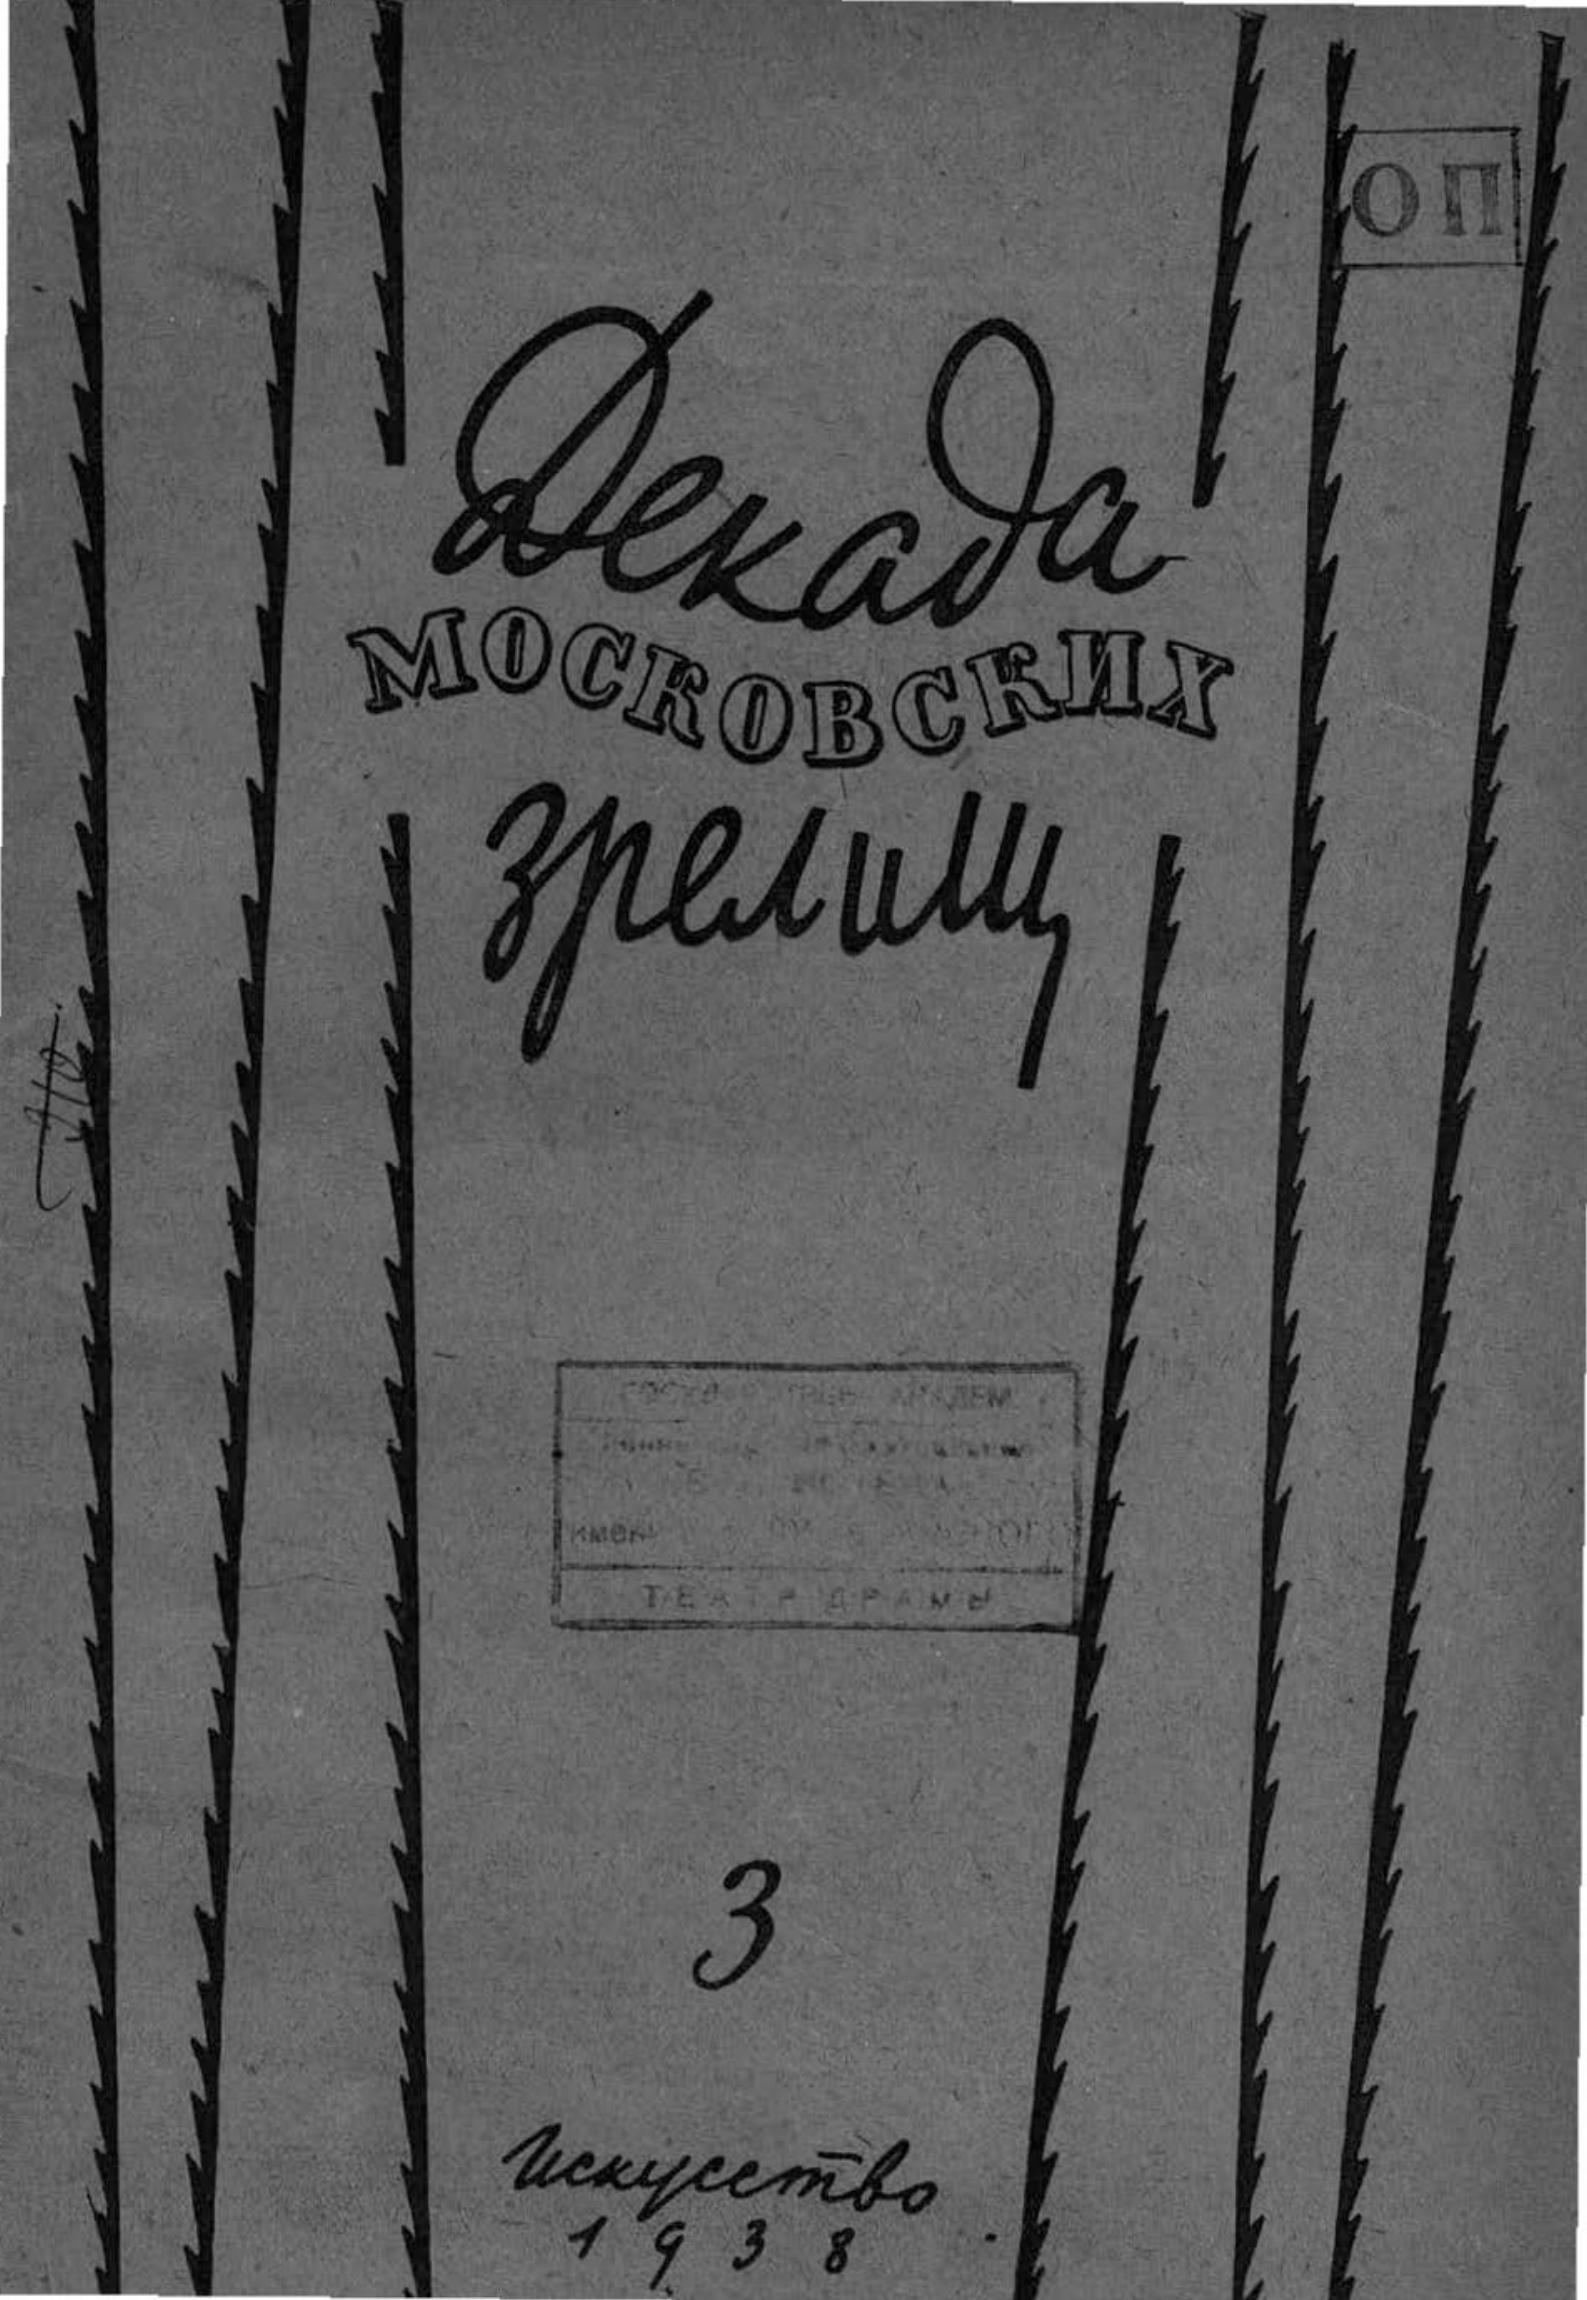 ОП
Декада
МОСКОВСКИХ
зрелищ
ТЕАТР ДРАМЫ
3
Искусство
1938